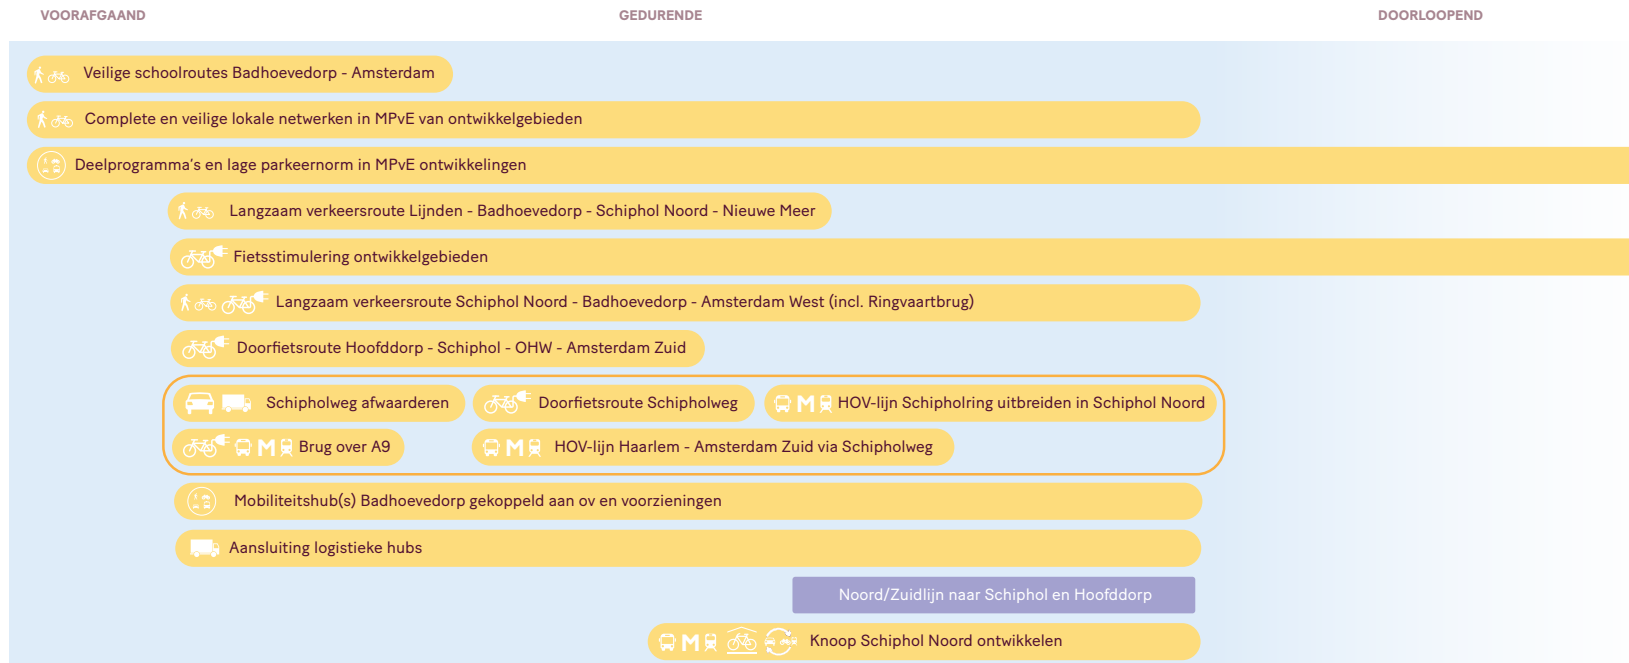 VOORAFGAAND GEDURENDE DOORLOPEND
Veilige schoolroutes Badhoevedorp - Amsterdam
Complete en veilige lokale netwerken in MPvE van ontwikkelgebieden
Deelprogramma's en lage parkeernorm in MPvE ontwikkelingen
Langzaam verkeersroute Lijnden - Badhoevedorp - Schiphol Noord - Nieuwe Meer
Fietsstimulering ontwikkelgebieden
Langzaam verkeersroute Schiphol Noord - Badhoevedorp - Amsterdam West (incl. Ringvaartbrug)
Doorfietsroute Hoofddorp - Schiphol - OHW - Amsterdam Zuid
Schipholweg afwaarderen Doorfietsroute Schipholweg M HOV-lijn Schipholring uitbreiden in Schiphol Noord
M Brug over A9 M HOV-lijn Haarlem - Amsterdam Zuid via Schipholweg
Mobiliteitshub(s) Badhoevedorp gekoppeld aan ov en voorzieningen
Aansluiting logistieke hubs
Noord/Zuidlijn naar Schiphol en Hoofddorp
M Knoop Schiphol Noord ontwikkelen